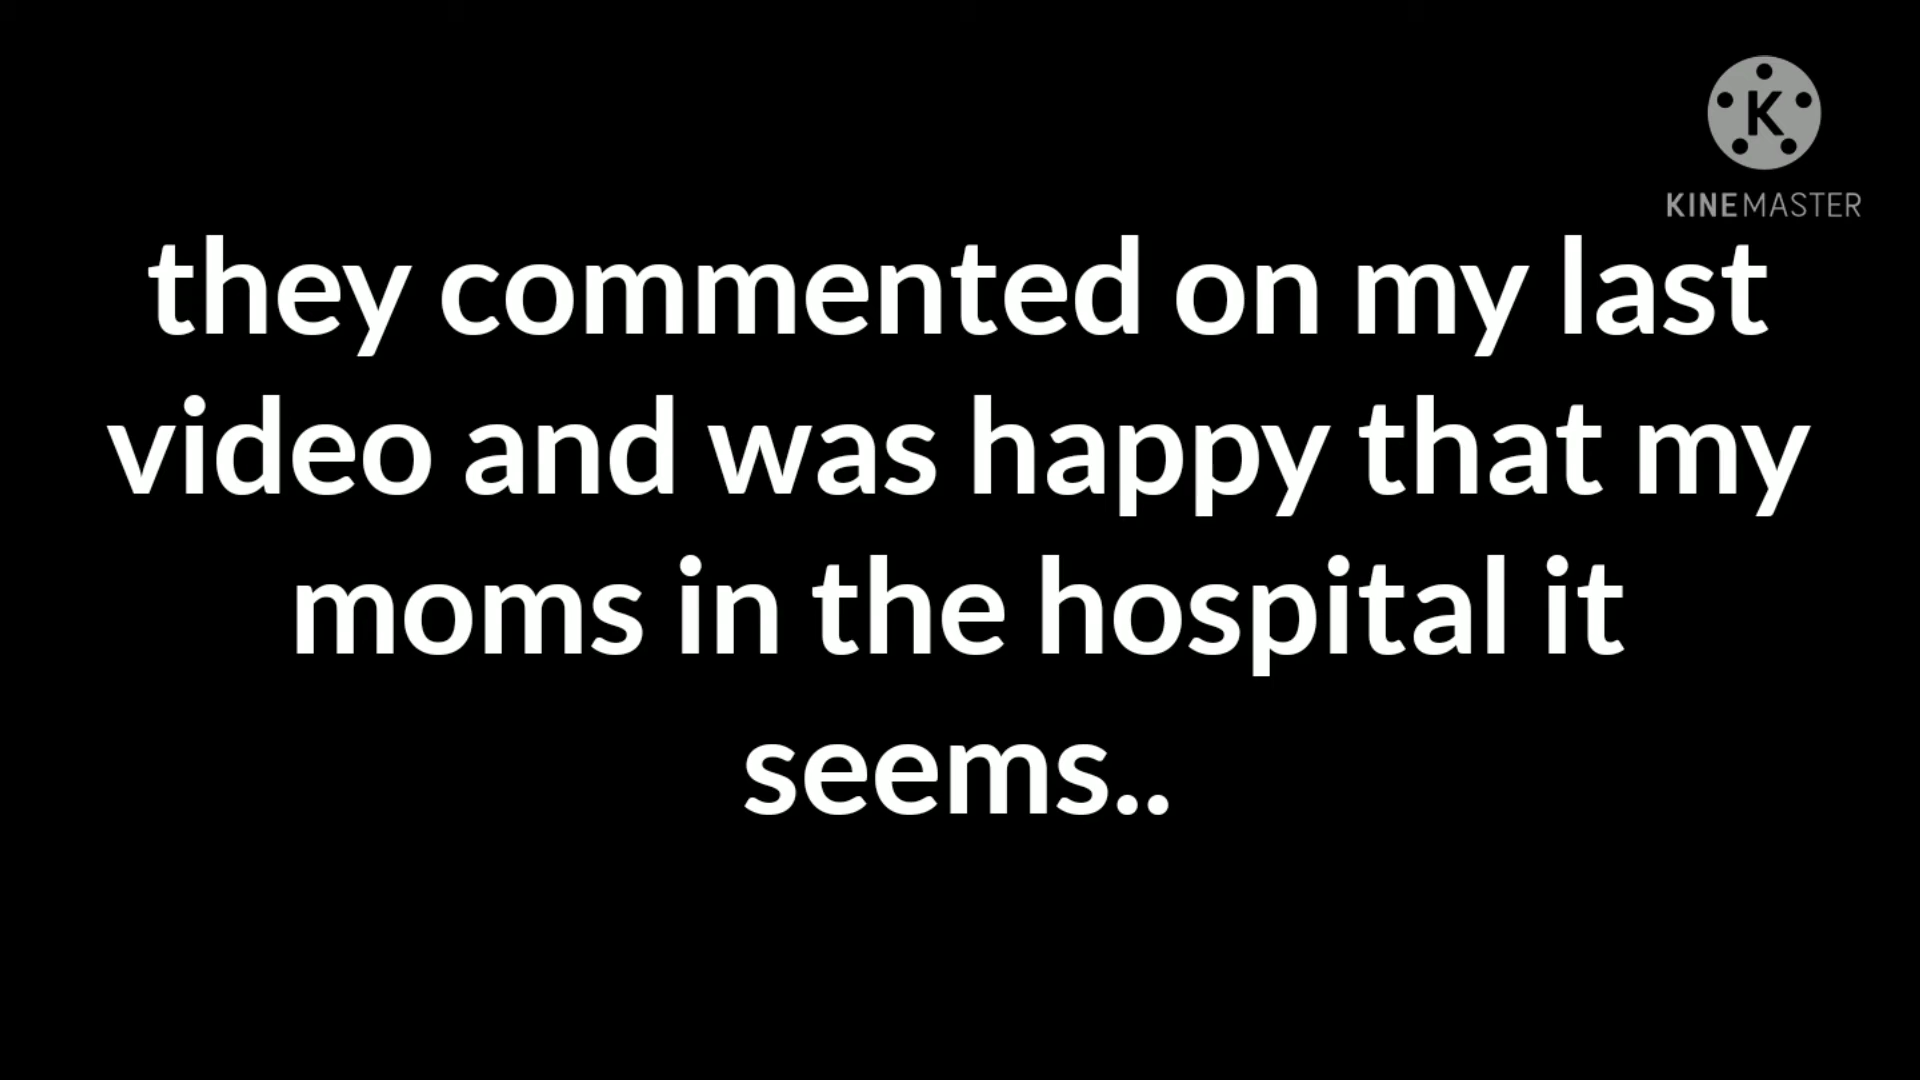 K
KINEMASTER
they commented on my last
video and was happy that my
moms in the hospital it
seems..